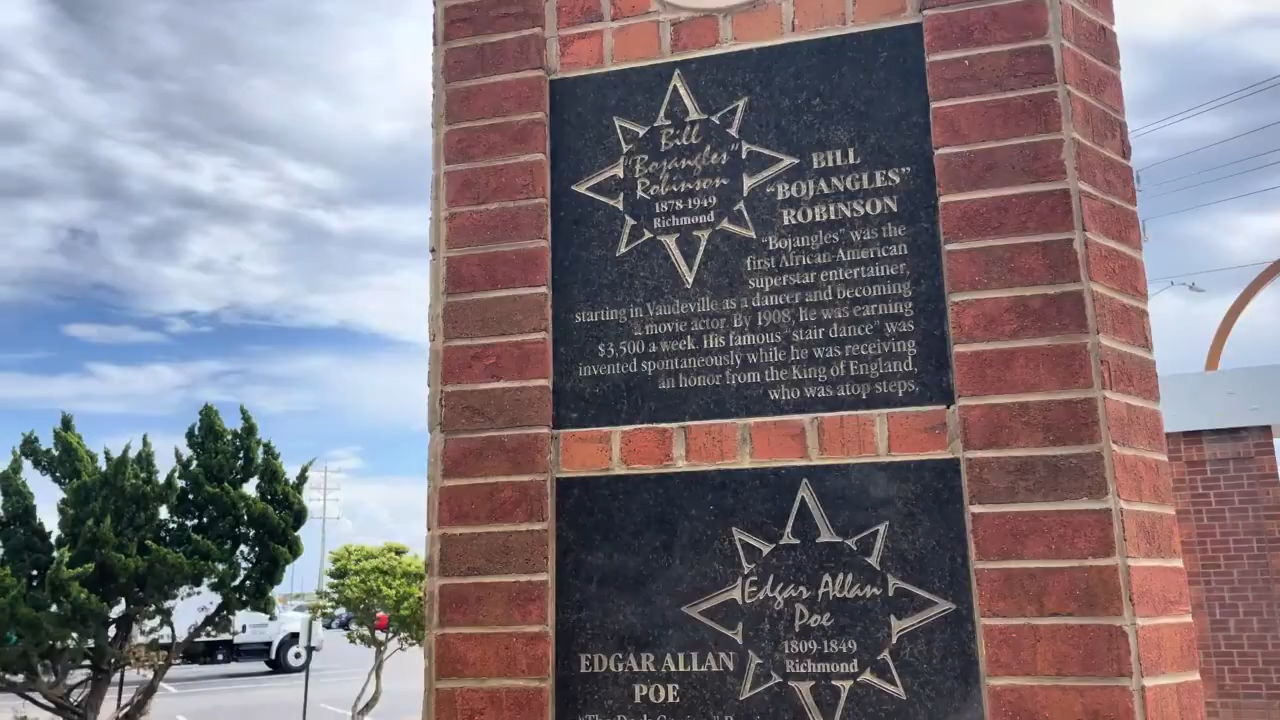 Bill
"Bojangles"
Robinson
1878-1949
Richmond
BILL
"BOJANGLES"
ROBINSON
"Bojangles" was the
first African-American
superstar entertainer,
starting in Vaudeville as a dancer and becoming
a movie actor. By 1908, he was earning
$3,500 a week. His famous "stair dance" was
invented spontaneously while he was receiving
an honor from the King of England,
who was atop steps.
Edgar Allan
Poe
1809-1849
Richmond
EDGAR ALLAN
POE